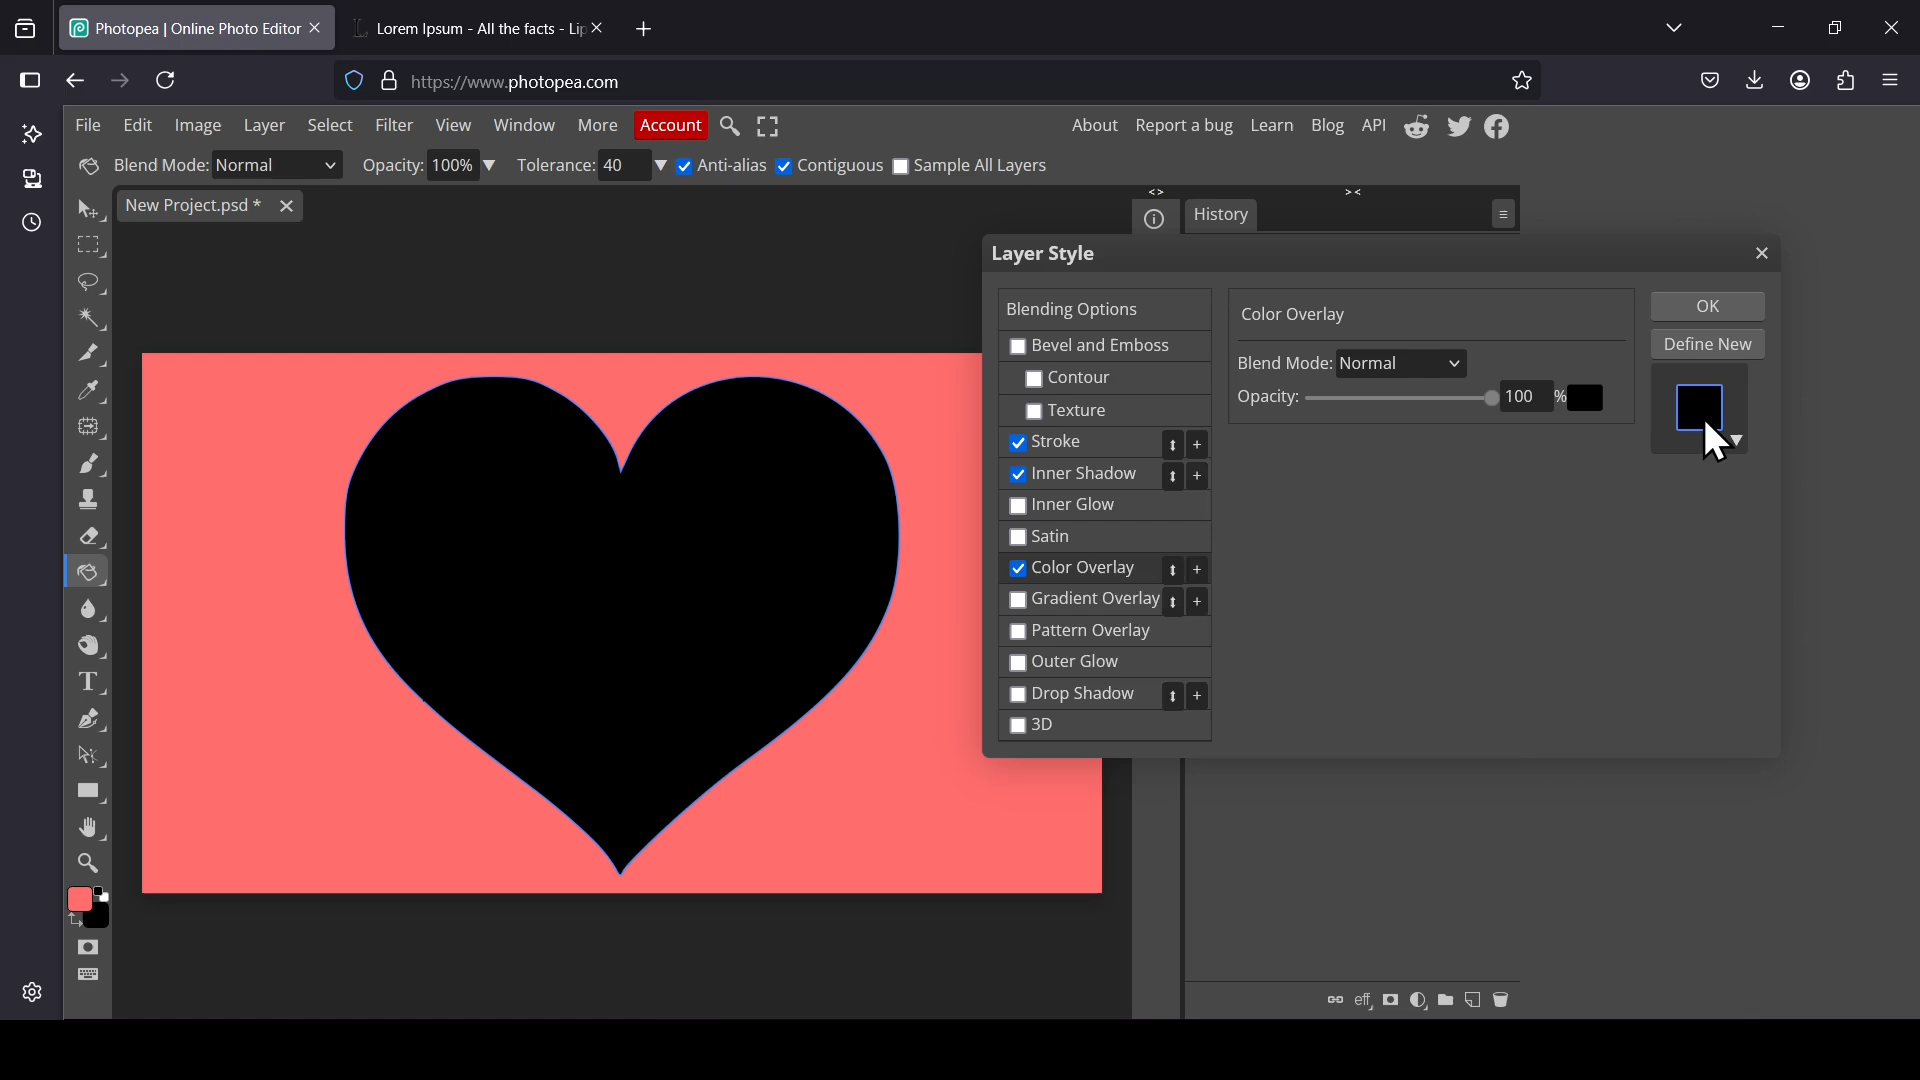 Photopea | Online Photo Editor
Lorem Ipsum - All the facts - Lip
https://www.photopea.com
File Edit Image Layer Select Filter View Window More Account
About Report a bug Learn Blog API
Blend Mode: Normal Opacity: 100% Tolerance: 40 Anti-alias Contiguous Sample All Layers
New Project.psd *
History
Layer Style
Blending Options
Bevel and Emboss
Contour
Texture
Stroke
Inner Shadow
Inner Glow
Satin
Color Overlay
Gradient Overlay
Pattern Overlay
Outer Glow
Drop Shadow
3D
Color Overlay
Blend Mode: Normal
Opacity: 100 %
OK
Define New
eff